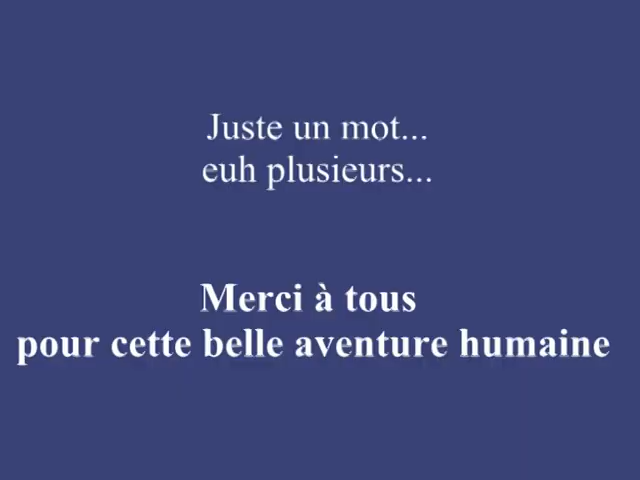 Juste un mot...
euh plusieurs...
Merci à tous
pour cette belle aventure humaine